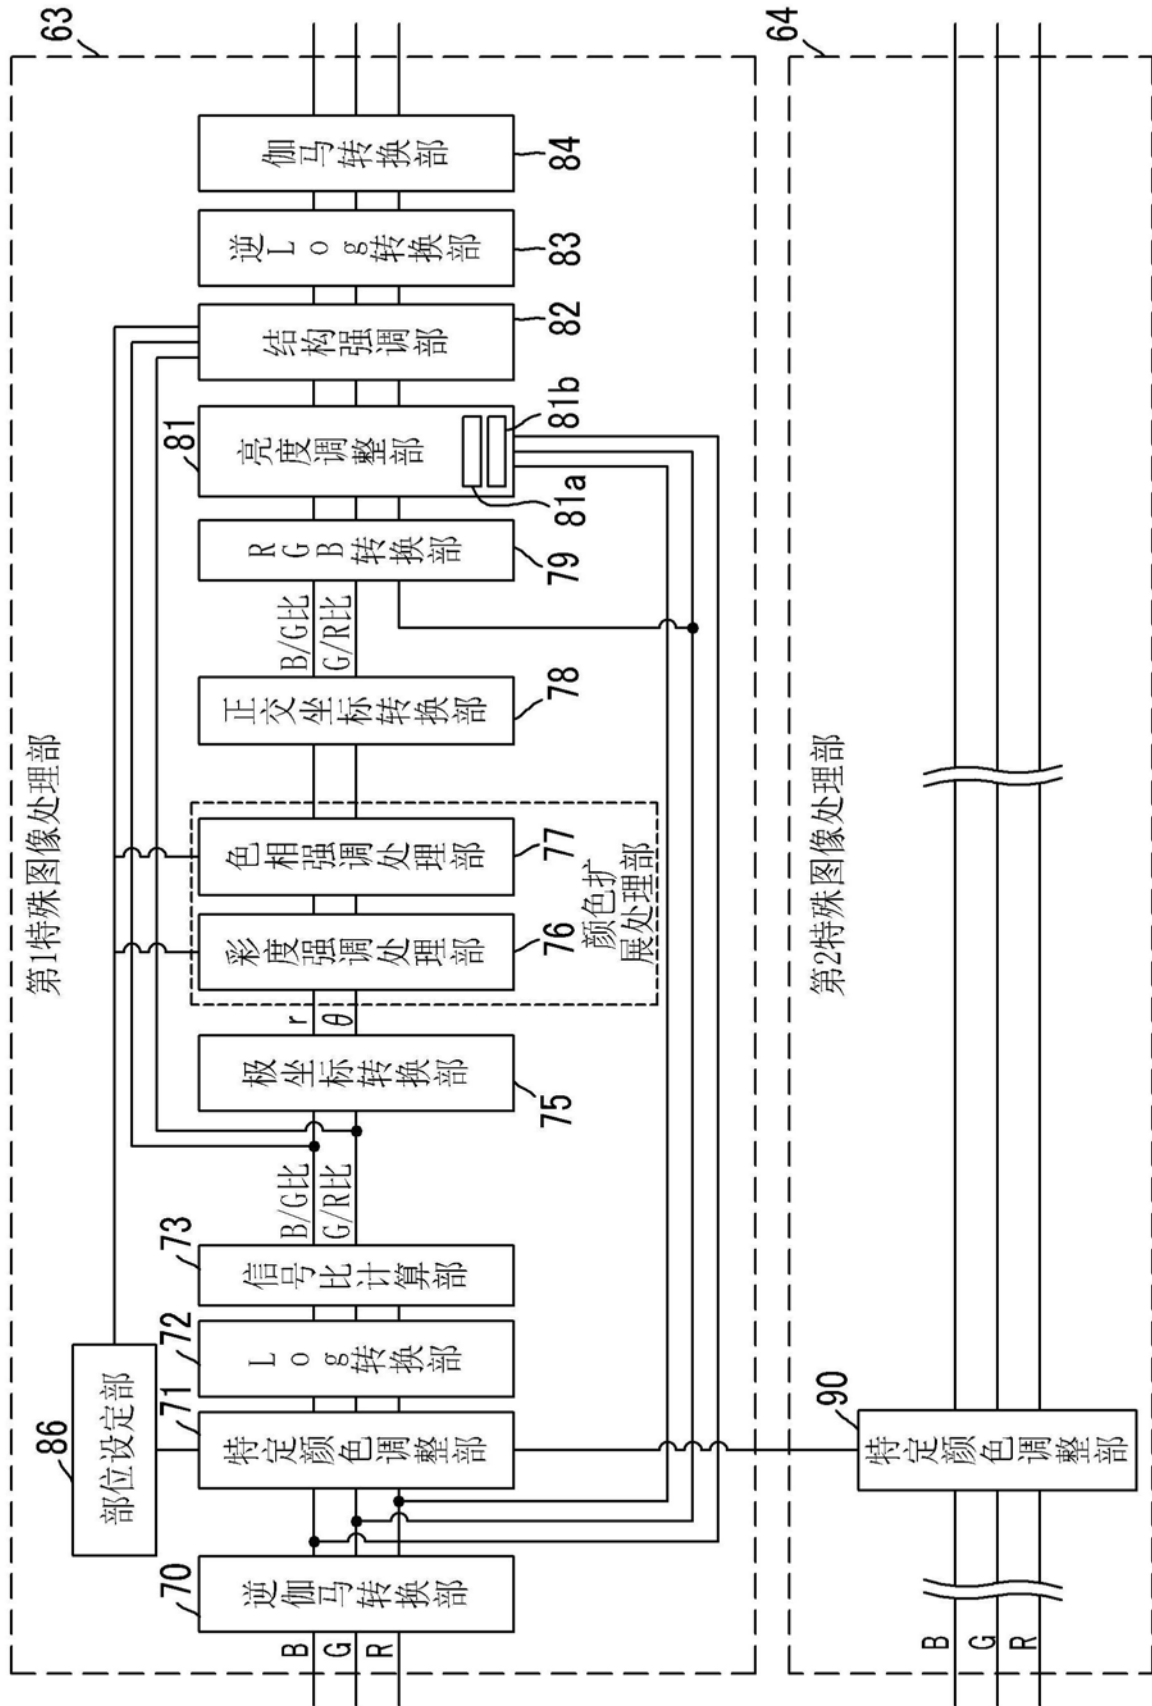 63
第1特殊图像处理部
86
部位设定部
B
G
R
70
逆伽马转换部
71
特定颜色调整部
72
Log转换部
73
信号比计算部
B/G比
G/R比
极坐标转换部
75
r
θ
彩度强调处理部
76
色相强调处理部
77
颜色扩
展处理部
正交坐标转换部
78
B/G比
G/R比
RGB转换部
79
81
亮度调整部
81a
81b
结构强调部
82
逆Log转换部
83
伽马转换部
84
64
第2特殊图像处理部
B
G
R
90
特定颜色调整部